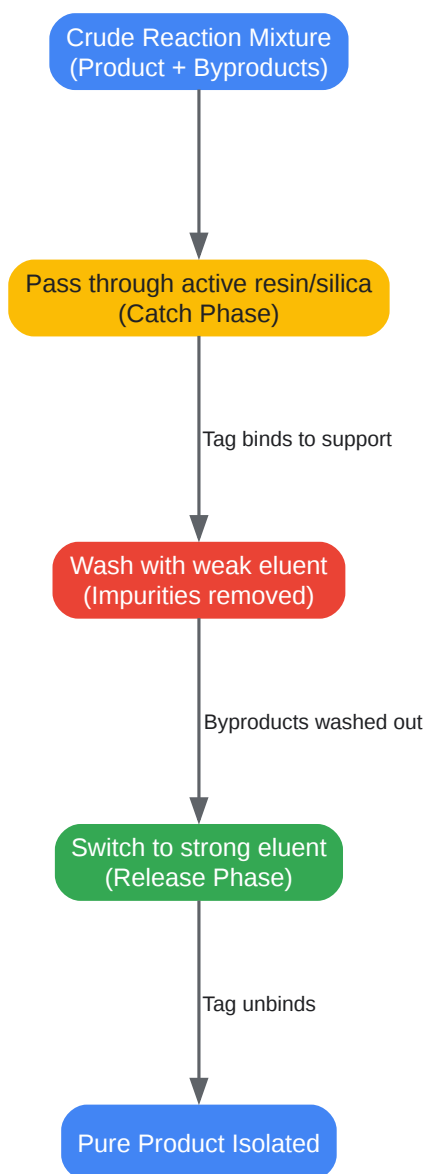 Crude Reaction Mixture
(Product + Byproducts)
Pass through active resin/silica
(Catch Phase)
Tag binds to support
Wash with weak eluent
(Impurities removed)
Byproducts washed out
Switch to strong eluent
(Release Phase)
Tag unbinds
Pure Product Isolated